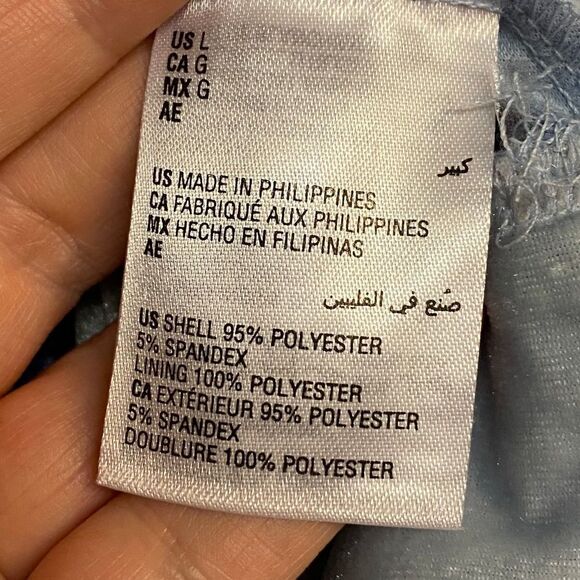 US L
CA G
MX G
AE
كبير
US MADE IN PHILIPPINES
CA FABRIQUÉ AUX PHILIPPINES
MX HECHO EN FILIPINAS
AE
صُنع في الفلبين
US SHELL 95% POLYESTER
5% SPANDEX
LINING 100% POLYESTER
CA EXTÉRIEUR 95% POLYESTER
5% SPANDEX
DOUBLURE 100% POLYESTER